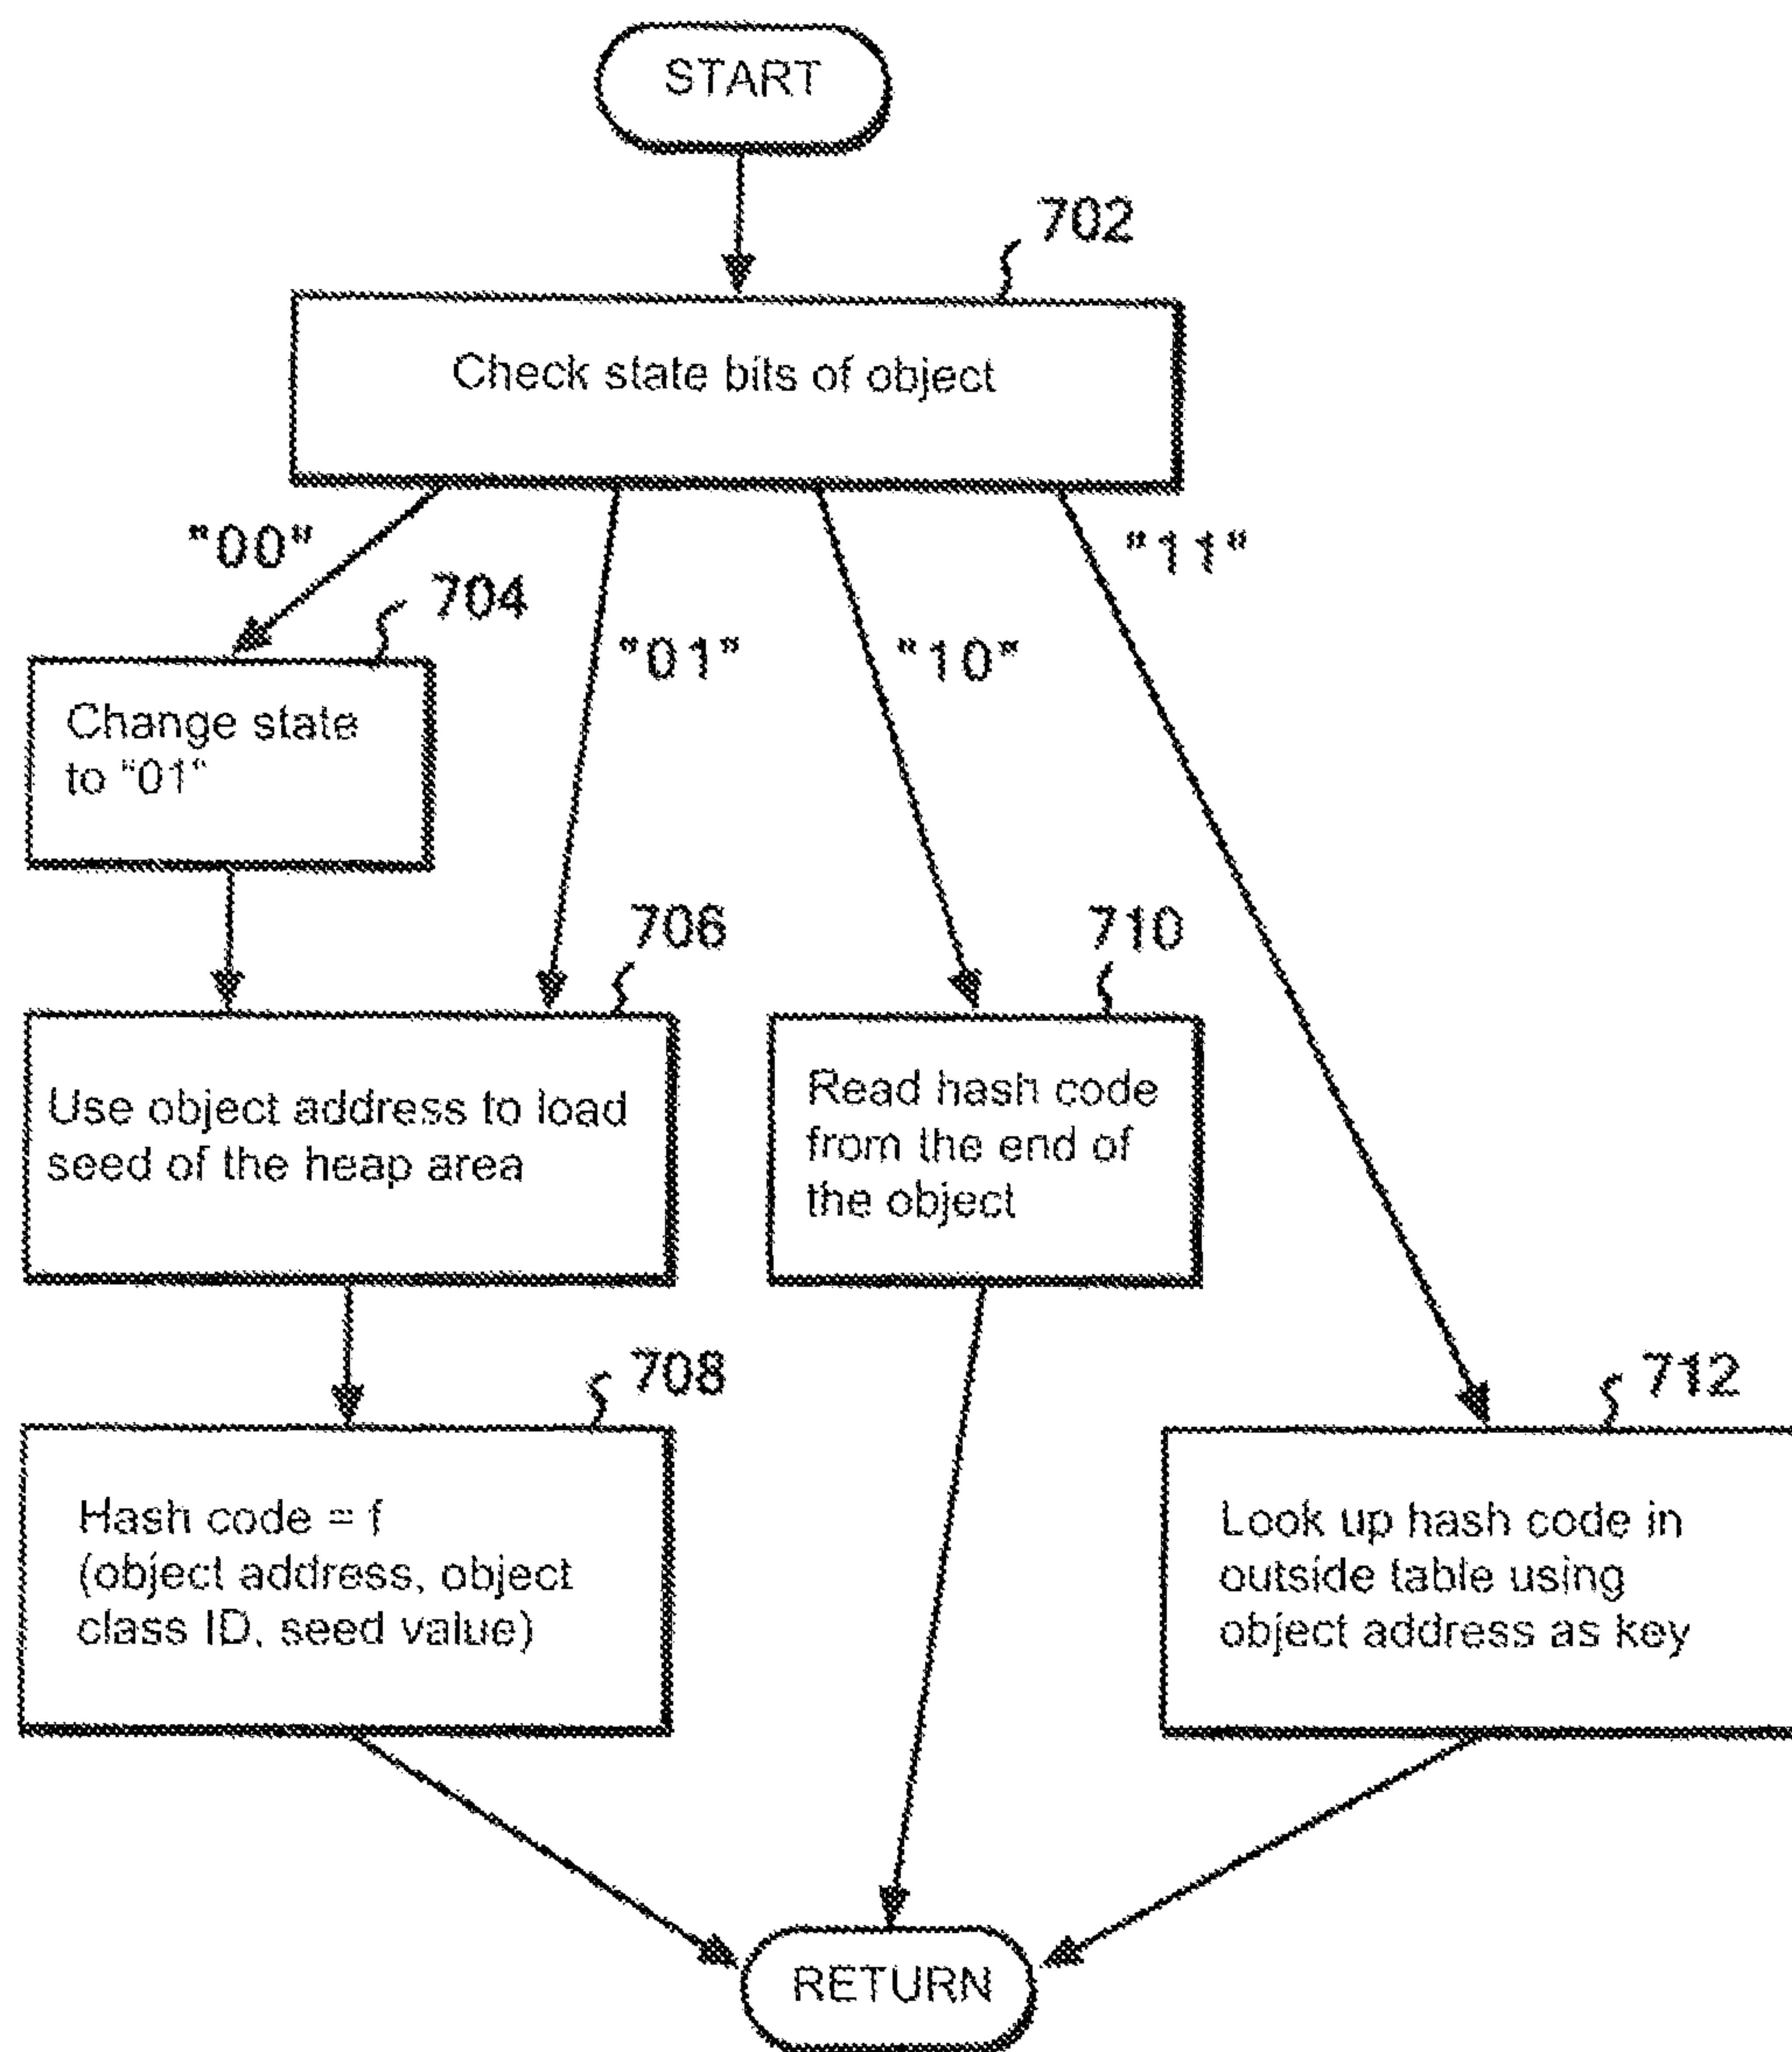 START
702
Check state bits of object
"00"
"11"
704
"01"
"10"
Change state
to "01"
706
710
Use object address to load
seed of the heap area
Read hash code
from the end of
the object
708
712
Hash code = f
(object address, object
class ID, seed value)
Look up hash code in
outside table using
object address as key
RETURN